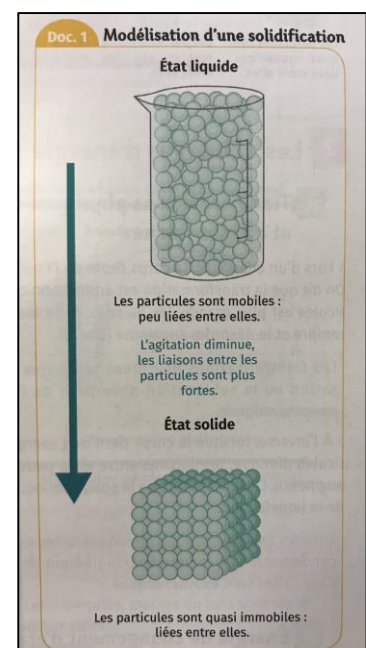 Doc. 1 Modélisation d'une solidification
État liquide
Les particules sont mobiles :
peu liées entre elles.
L'agitation diminue,
les liaisons entre les
particules sont plus
fortes.
État solide
Les particules sont quasi immobiles :
liées entre elles.